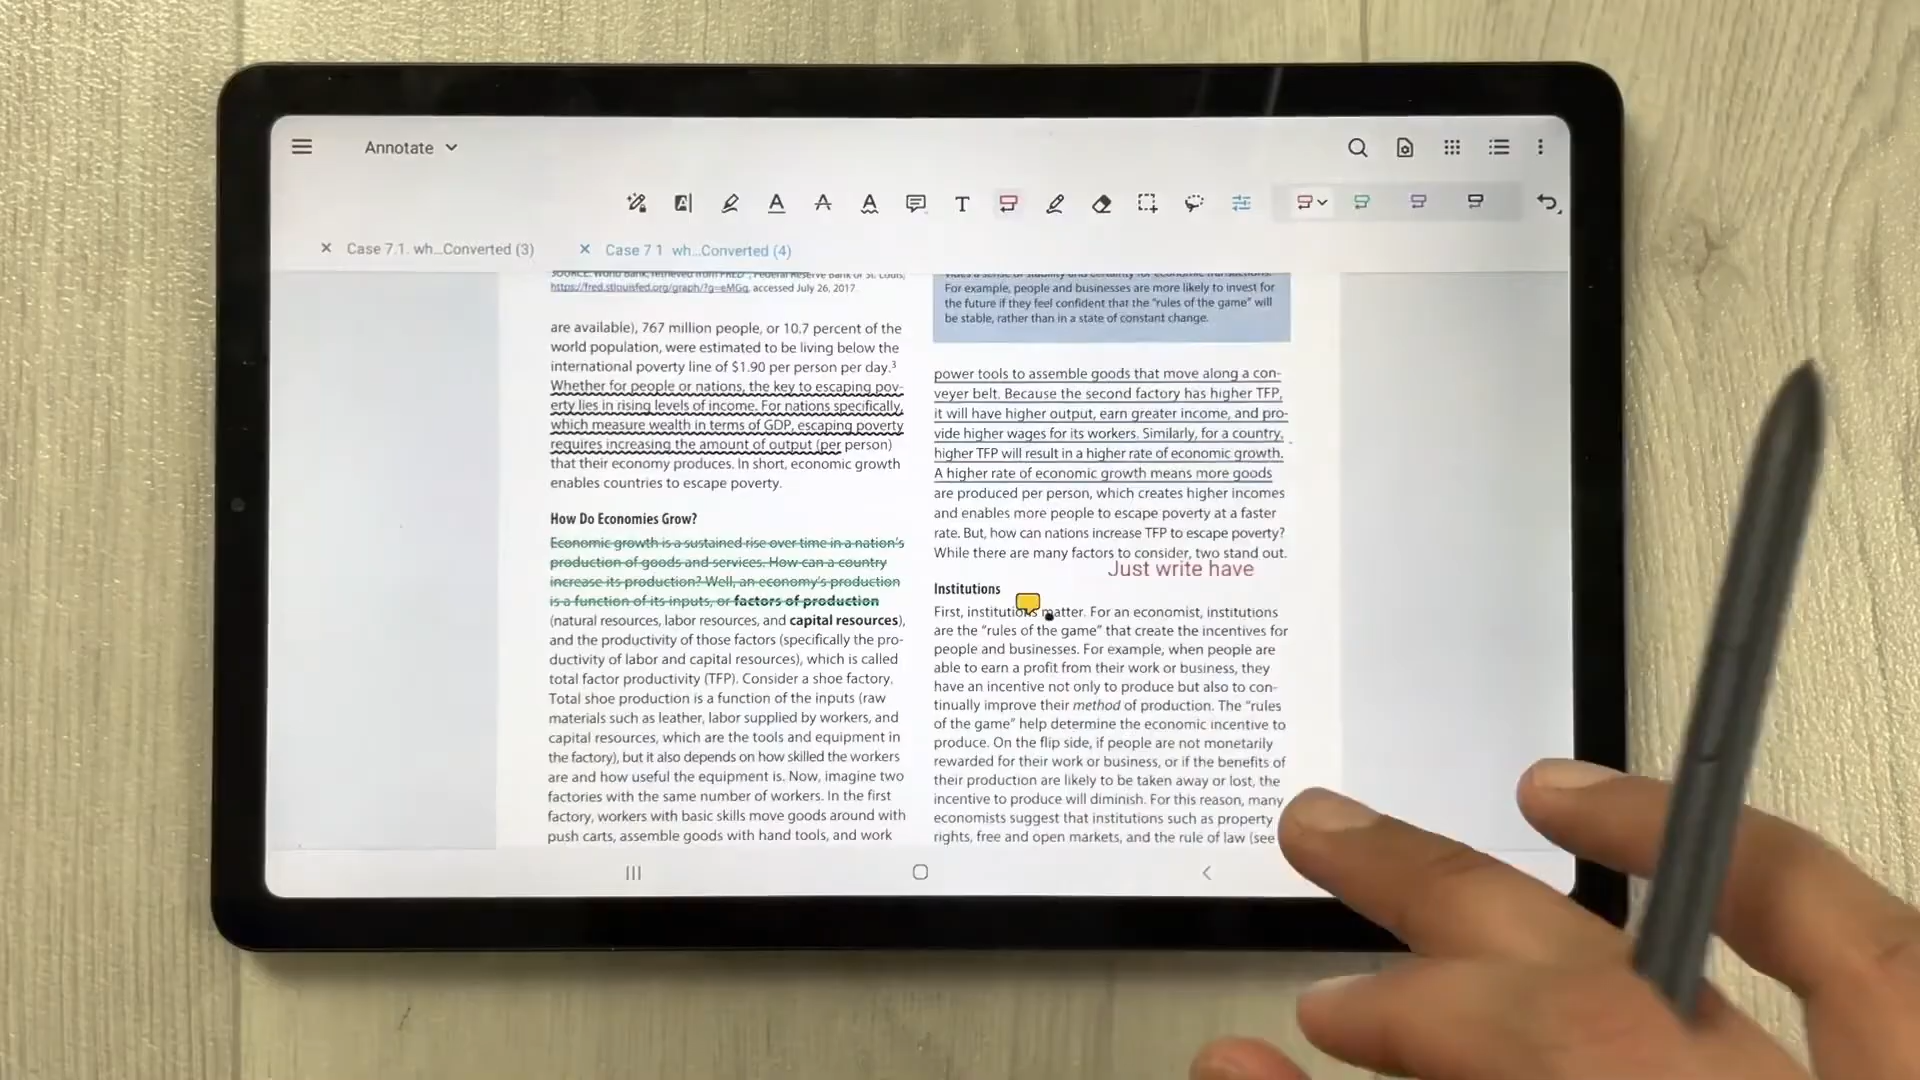 Annotate
Case 7.1. wh...Converted (3)
Case 7 1 wh...Converted (4)
SOURCE: World Bank, retrieved from FRED, Federal Reserve Bank of St. Louis;
https://fred.stlouisfed.org/graph/?g=eMGq, accessed July 26, 2017.
are available), 767 million people, or 10.7 percent of the
world population, were estimated to be living below the
international poverty line of $1.90 per person per day.³
Whether for people or nations, the key to escaping pov-
erty lies in rising levels of income. For nations specifically,
which measure wealth in terms of GDP, escaping poverty
requires increasing the amount of output (per person)
that their economy produces. In short, economic growth
enables countries to escape poverty.
How Do Economies Grow?
Economic growth is a sustained rise over time in a nation's
production of goods and services. How can a country
increase its production? Well, an economy's production
is a function of its inputs, or factors of production
(natural resources, labor resources, and capital resources),
and the productivity of those factors (specifically the pro-
ductivity of labor and capital resources), which is called
total factor productivity (TFP). Consider a shoe factory.
Total shoe production is a function of the inputs (raw
materials such as leather, labor supplied by workers, and
capital resources, which are the tools and equipment in
the factory), but it also depends on how skilled the workers
are and how useful the equipment is. Now, imagine two
factories with the same number of workers. In the first
factory, workers with basic skills move goods around with
push carts, assemble goods with hand tools, and work
vides a sense of stability and certainty for economic transactions.
For example, people and businesses are more likely to invest for
the future if they feel confident that the "rules of the game" will
be stable, rather than in a state of constant change.
power tools to assemble goods that move along a con-
veyer belt. Because the second factory has higher TFP,
it will have higher output, earn greater income, and pro-
vide higher wages for its workers. Similarly, for a country,
higher TFP will result in a higher rate of economic growth.
A higher rate of economic growth means more goods
are produced per person, which creates higher incomes
and enables more people to escape poverty at a faster
rate. But, how can nations increase TFP to escape poverty?
While there are many factors to consider, two stand out.
Just write have
Institutions
First, institutions matter. For an economist, institutions
are the "rules of the game" that create the incentives for
people and businesses. For example, when people are
able to earn a profit from their work or business, they
have an incentive not only to produce but also to con-
tinually improve their method of production. The "rules
of the game" help determine the economic incentive to
produce. On the flip side, if people are not monetarily
rewarded for their work or business, or if the benefits of
their production are likely to be taken away or lost, the
incentive to produce will diminish. For this reason, many
economists suggest that institutions such as property
rights, free and open markets, and the rule of law (see